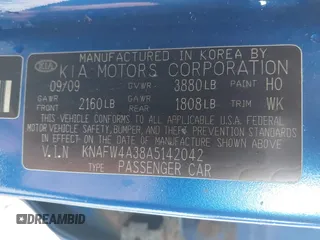 MANUFACTURED IN KOREA BY
KIA KIA MOTORS CORPORATION
09/09 GVWR 3880LB PAINT HO
GAWR FRONT 2160LB GAWR REAR 1808LB TRIM WK
THIS VEHICLE CONFORMS TO ALL APPLICABLE U.S.A FEDERAL
MOTOR VEHICLE SAFETY, BUMPER, AND THEFT
PREVENTION STANDARDS IN EFFECT ON THE DATE
OF MANUFACTURE SHOWN ABOVE.
V.I.N KNAFW4A38A5142042
TYPE PASSENGER CAR